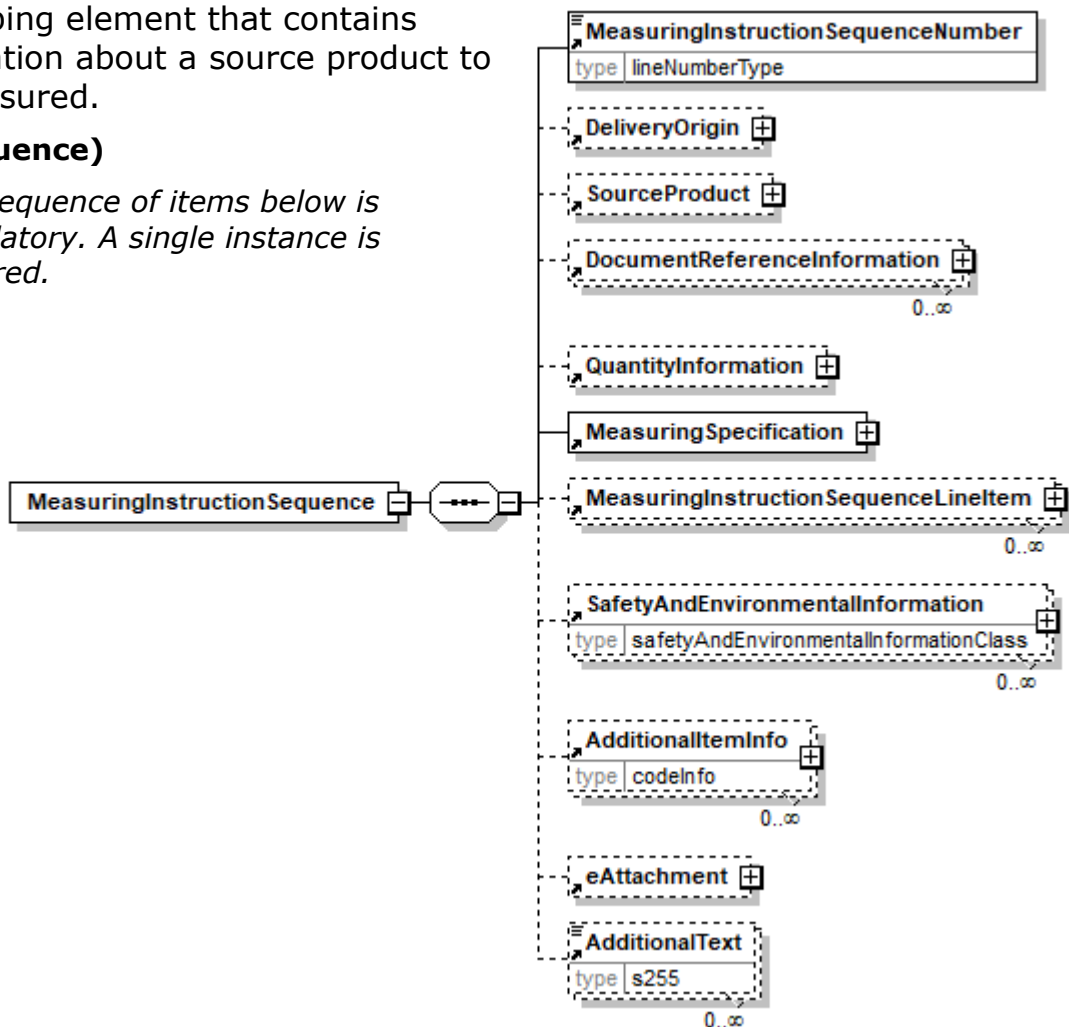 ping element that contains
ation about a source product to
sured.
uence)
equence of items below is
latory. A single instance is
red.
MeasuringInstructionSequence
MeasuringInstructionSequenceNumber
type lineNumberType
DeliveryOrigin
SourceProduct
DocumentReferenceInformation
0..∞
QuantityInformation
MeasuringSpecification
MeasuringInstructionSequenceLineItem
0..∞
SafetyAndEnvironmentalInformation
type safetyAndEnvironmentalInformationClass
0..∞
AdditionalItemInfo
type codeInfo
0..∞
eAttachment
AdditionalText
type s255
0..∞